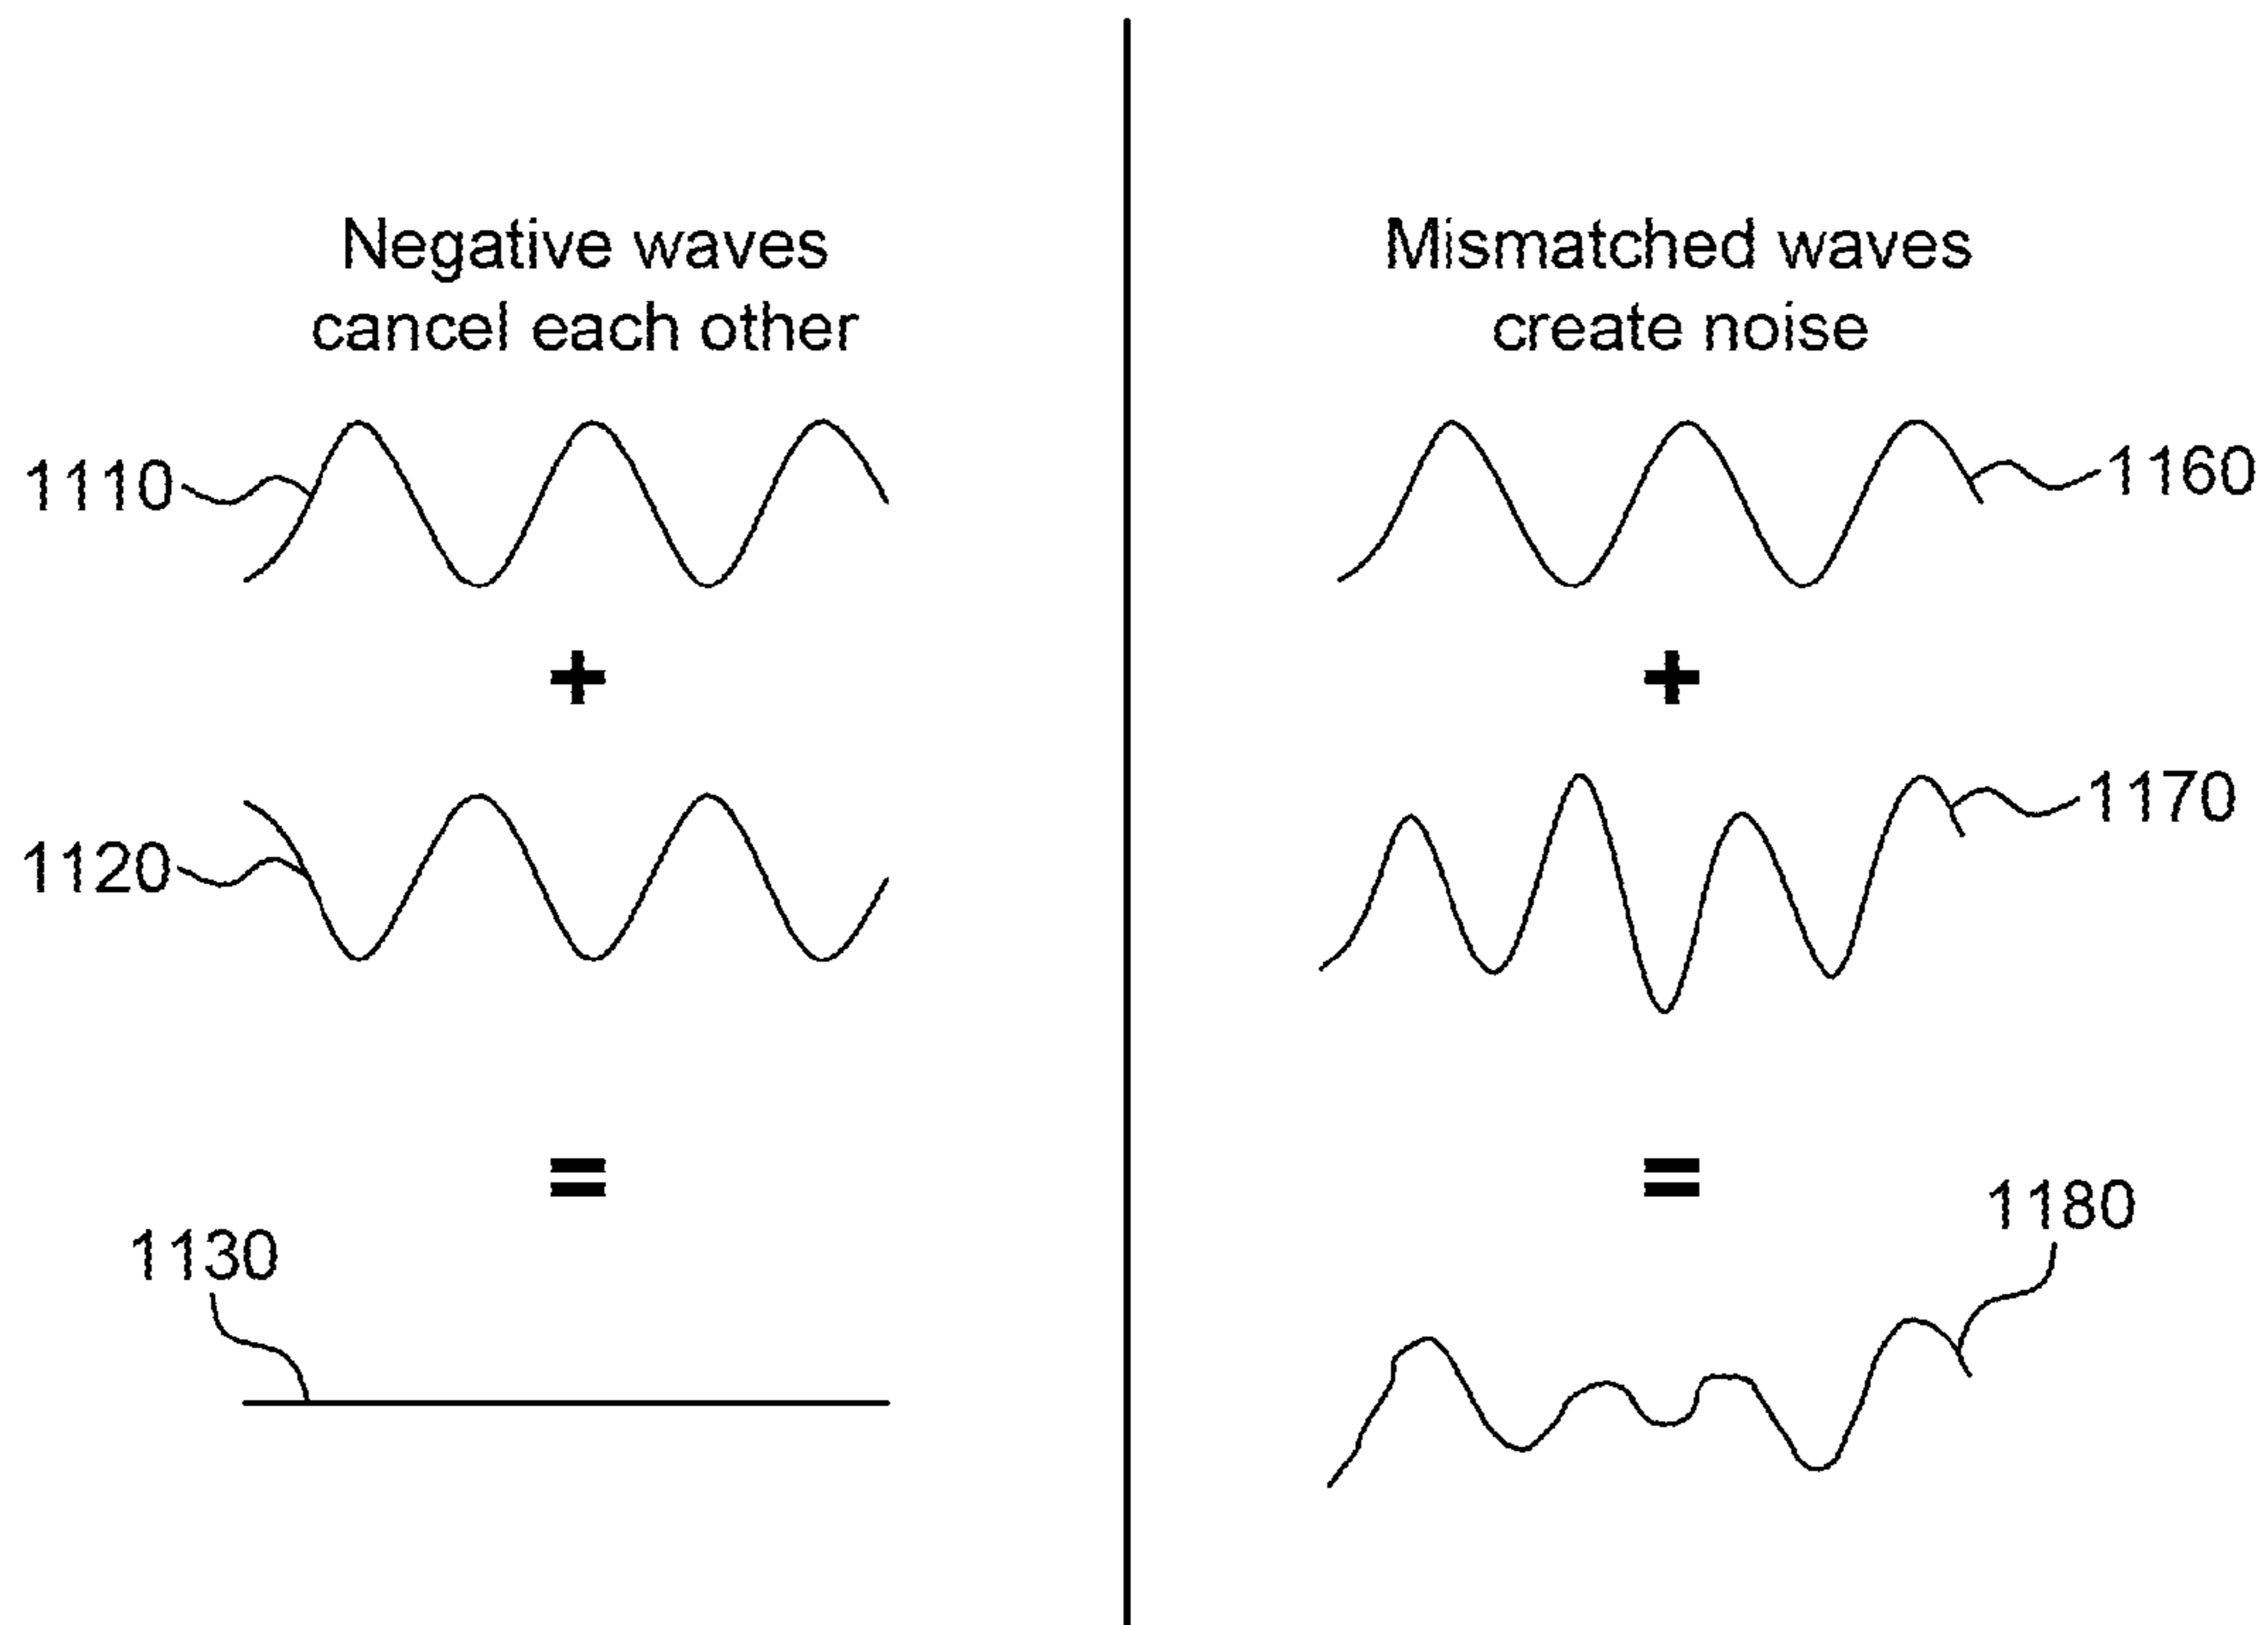 Negative waves
cancel each other
1110
+
1120
=
1130
Mismatched waves
create noise
1160
+
1170
=
1180